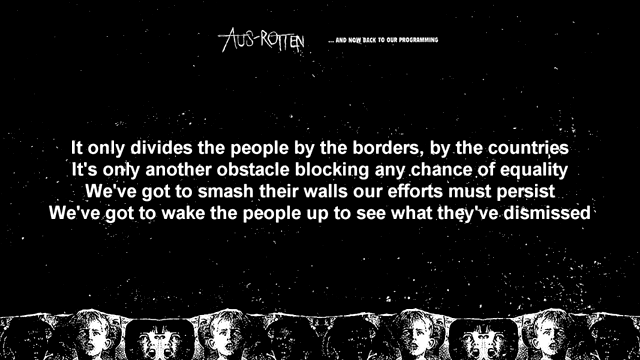 AUS-ROTTEN
... AND NOW BACK TO OUR PROGRAMMING
It only divides the people by the borders, by the countries
It's only another obstacle blocking any chance of equality
We've got to smash their walls our efforts must persist
We've got to wake the people up to see what they've dismissed